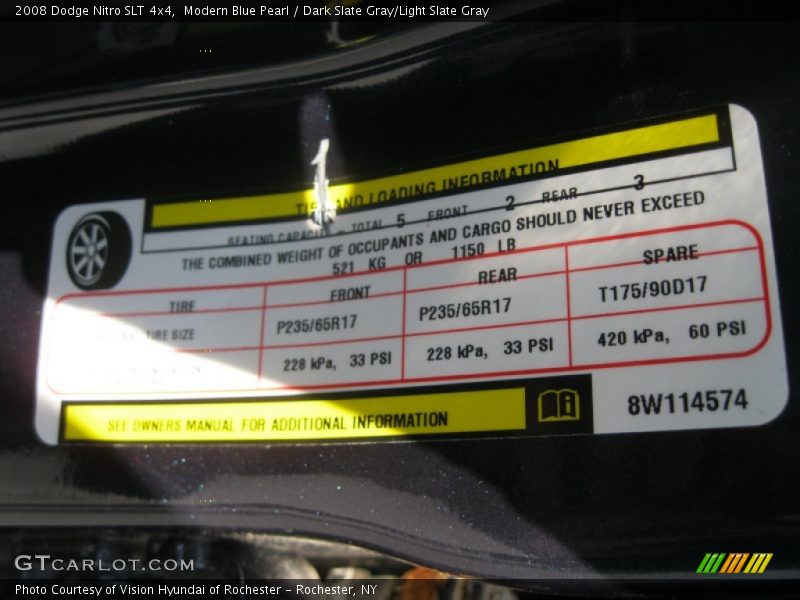 2008 Dodge Nitro SLT 4x4, Modern Blue Pearl / Dark Slate Gray/Light Slate Gray
TIRE AND LOADING INFORMATION
SEATING CAPACITY - TOTAL 5 FRONT 2 REAR 3
THE COMBINED WEIGHT OF OCCUPANTS AND CARGO SHOULD NEVER EXCEED
521 KG OR 1150 LB
TIRE FRONT REAR SPARE
TIRE SIZE P235/65R17 P235/65R17 T175/90D17
228 kPa, 33 PSI 228 kPa, 33 PSI 420 kPa, 60 PSI
SEE OWNERS MANUAL FOR ADDITIONAL INFORMATION
8W114574
GTCARLOT.COM
Photo Courtesy of Vision Hyundai of Rochester - Rochester, NY